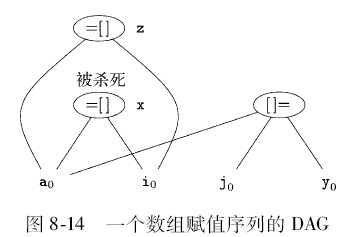 =[] z
被杀死
=[] x []=
a₀ i₀ j₀ y₀
图 8-14 一个数组赋值序列的 DAG